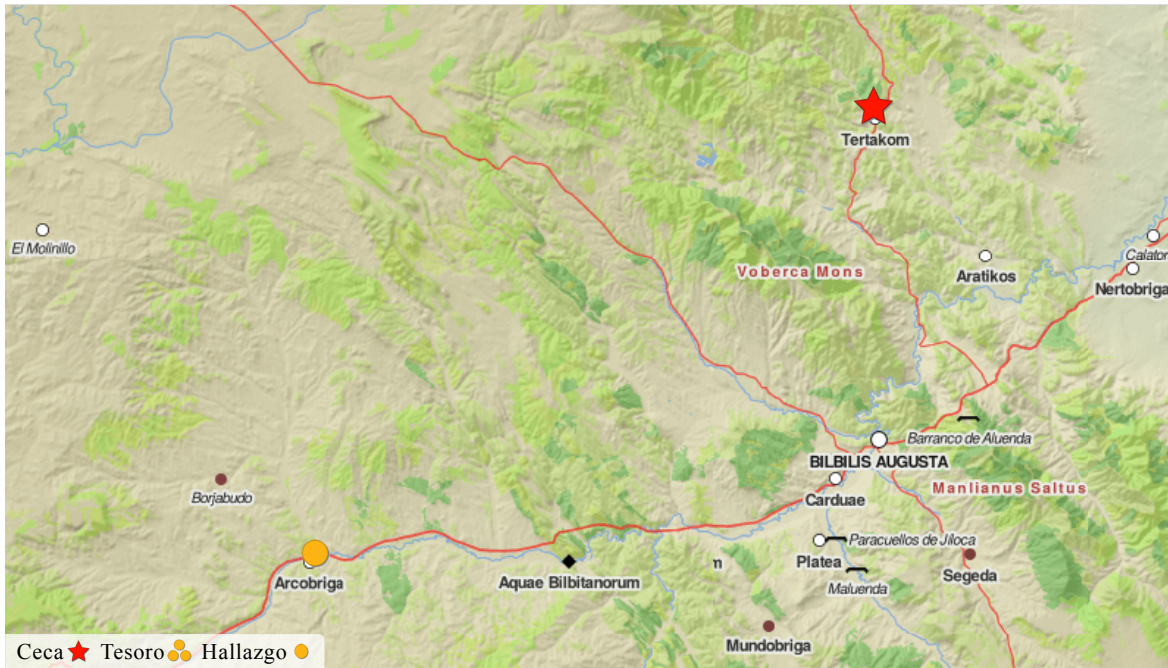 Tertakom
El Molinillo
Calator
Voberca Mons
Aratikos
Nertobriga
Barranco de Aluenda
BILBILIS AUGUSTA
Borjabudo
Carduae
Manlianus Saltus
Paracuellos de Jiloca
Platea
n
Arcobriga
Aquae Bilbitanorum
Segeda
Maluenda
Mundobriga
Ceca Tesoro Hallazgo